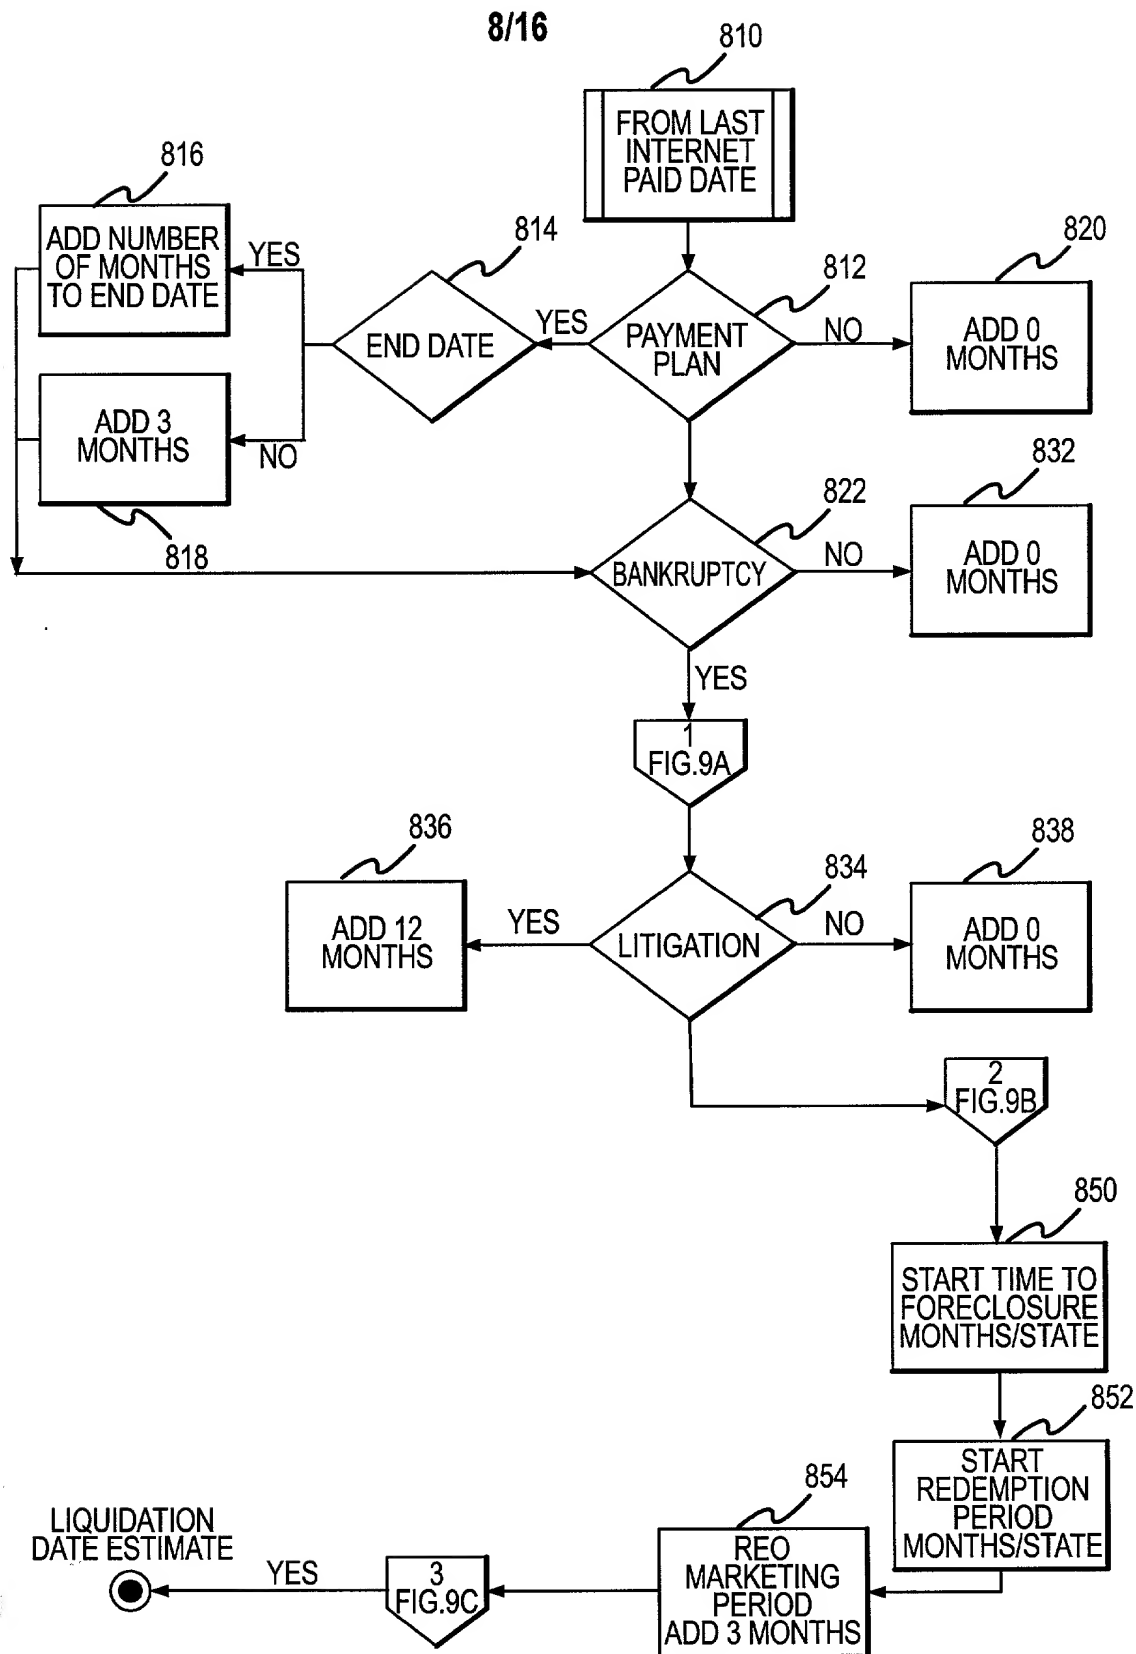 8/16
810
FROM LAST
INTERNET
PAID DATE
816
ADD NUMBER
OF MONTHS
TO END DATE
YES
814
END DATE
YES
812
PAYMENT
PLAN
NO
820
ADD 0
MONTHS
ADD 3
MONTHS
NO
818
822
BANKRUPTCY
NO
832
ADD 0
MONTHS
YES
1
FIG.9A
836
ADD 12
MONTHS
YES
834
LITIGATION
NO
838
ADD 0
MONTHS
2
FIG.9B
850
START TIME TO
FORECLOSURE
MONTHS/STATE
852
START
REDEMPTION
PERIOD
MONTHS/STATE
854
REO
MARKETING
PERIOD
ADD 3 MONTHS
3
FIG.9C
YES
LIQUIDATION
DATE ESTIMATE